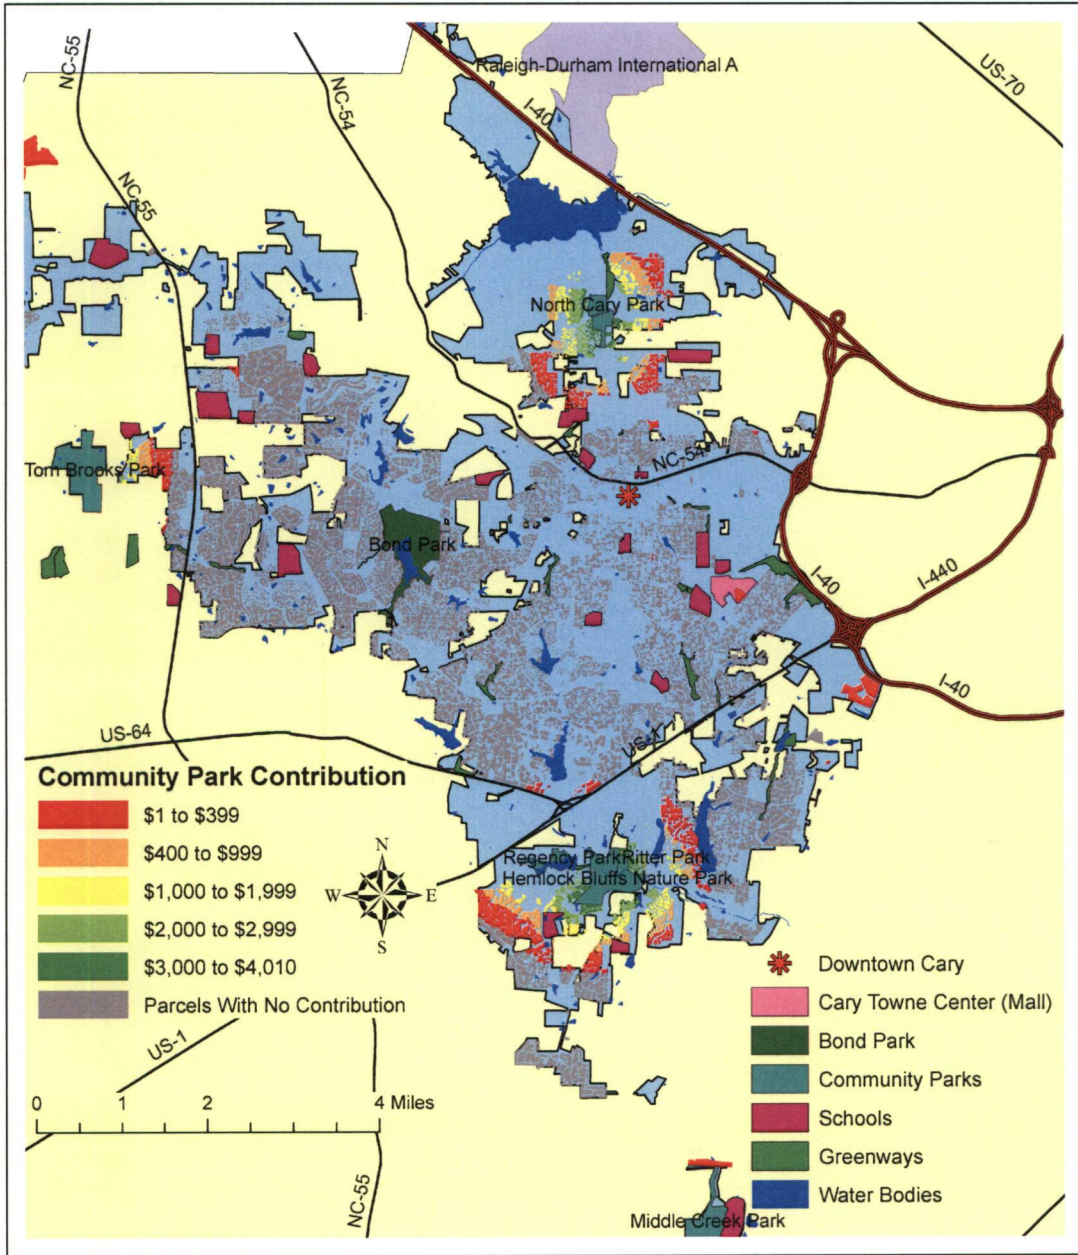 NC-55
NC-54
Raleigh-Durham International A
US-70
I-40
NC-55
North Cary Park
NC-54
Tom Brooks Park
Bond Park
I-40
I-440
I-40
US-64
US-1
Community Park Contribution
$1 to $399
$400 to $999
$1,000 to $1,999
$2,000 to $2,999
$3,000 to $4,010
Parcels With No Contribution
N
W
E
S
Regency Park
Ritter Park
Hemlock Bluffs Nature Park
Downtown Cary
Cary Towne Center (Mall)
Bond Park
Community Parks
Schools
Greenways
Water Bodies
US-1
0 1 2 4 Miles
NC-55
Middle Creek Park